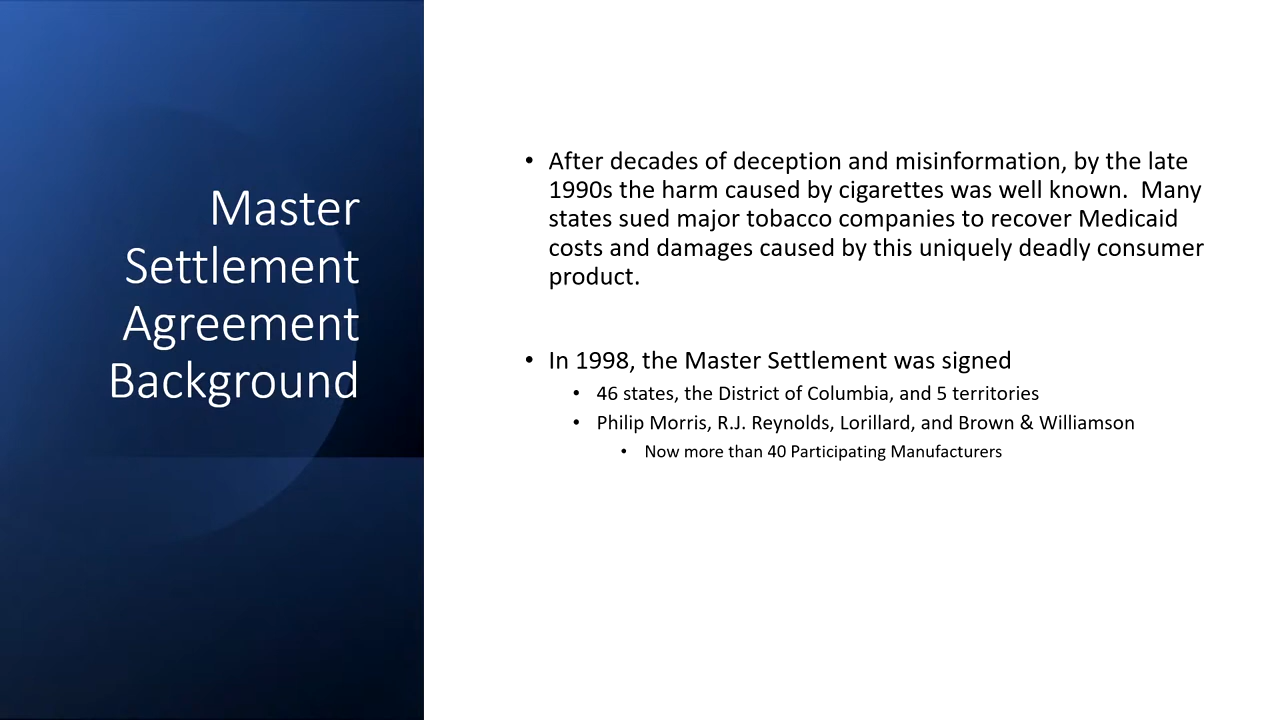 Master
Settlement
Agreement
Background
• After decades of deception and misinformation, by the late
1990s the harm caused by cigarettes was well known.  Many
states sued major tobacco companies to recover Medicaid
costs and damages caused by this uniquely deadly consumer
product.
• In 1998, the Master Settlement was signed
• 46 states, the District of Columbia, and 5 territories
• Philip Morris, R.J. Reynolds, Lorillard, and Brown & Williamson
• Now more than 40 Participating Manufacturers